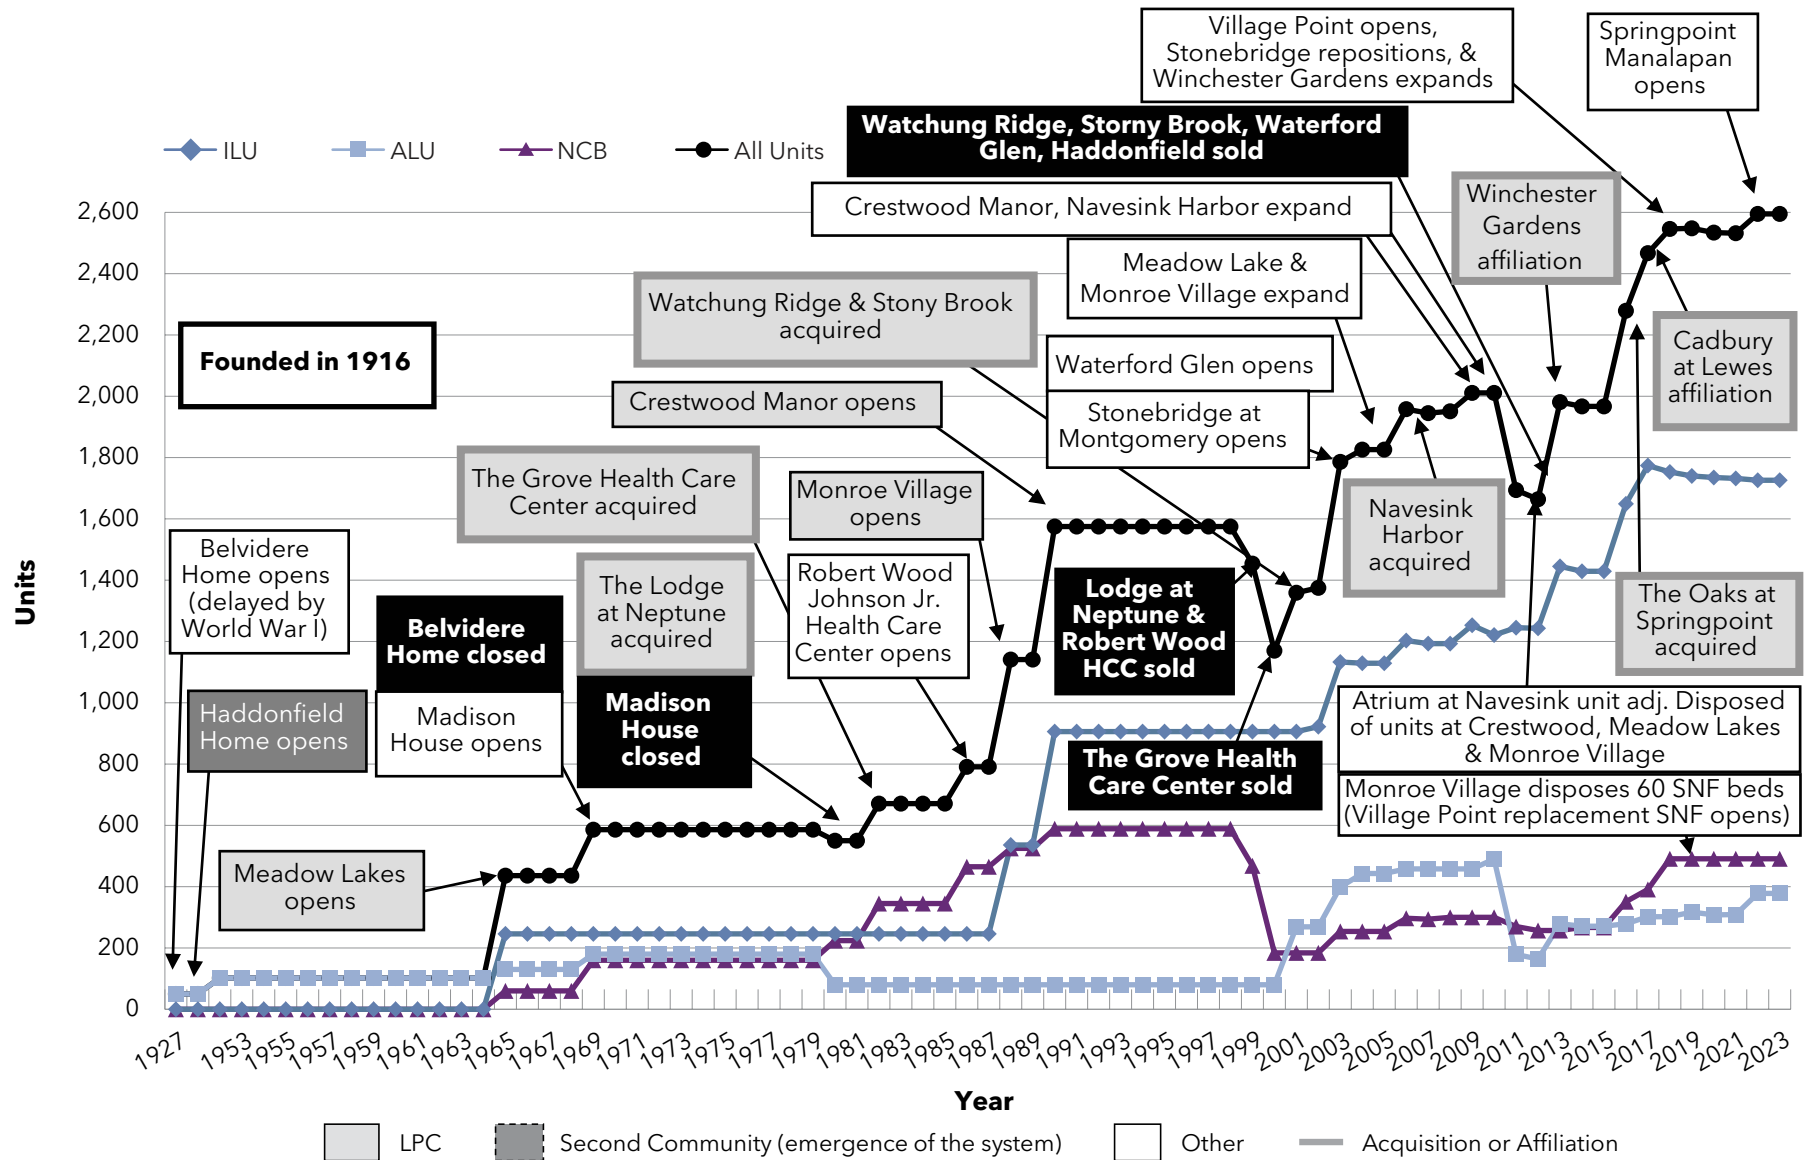 Village Point opens,
Stonebridge repositions, &
Winchester Gardens expands
Springpoint
Manalapan
opens
Watchung Ridge, Storny Brook, Waterford
Glen, Haddonfield sold
ILU
ALU
NCB
All Units
Crestwood Manor, Navesink Harbor expand
Winchester
Gardens
affiliation
Meadow Lake &
Monroe Village expand
Watchung Ridge & Stony Brook
acquired
Founded in 1916
Waterford Glen opens
Cadbury
at Lewes
affiliation
Crestwood Manor opens
Stonebridge at
Montgomery opens
The Grove Health Care
Center acquired
Monroe Village
opens
Navesink
Harbor
acquired
Belvidere
Home opens
(delayed by
World War I)
The Lodge
at Neptune
acquired
Robert Wood
Johnson Jr.
Health Care
Center opens
Lodge at
Neptune &
Robert Wood
HCC sold
The Oaks at
Springpoint
acquired
Belvidere
Home closed
Haddonfield
Home opens
Madison
House opens
Madison
House
closed
The Grove Health
Care Center sold
Atrium at Navesink unit adj. Disposed
of units at Crestwood, Meadow Lakes
& Monroe Village
Monroe Village disposes 60 SNF beds
(Village Point replacement SNF opens)
Meadow Lakes
opens
Units
2,600
2,400
2,200
2,000
1,800
1,600
1,400
1,200
1,000
800
600
400
200
0
1927
1953
1955
1957
1959
1961
1963
1965
1967
1969
1971
1973
1975
1977
1979
1981
1983
1985
1987
1989
1991
1993
1995
1997
1999
2001
2003
2005
2007
2009
2011
2013
2015
2017
2019
2021
2023
Year
LPC
Second Community (emergence of the system)
Other
Acquisition or Affiliation